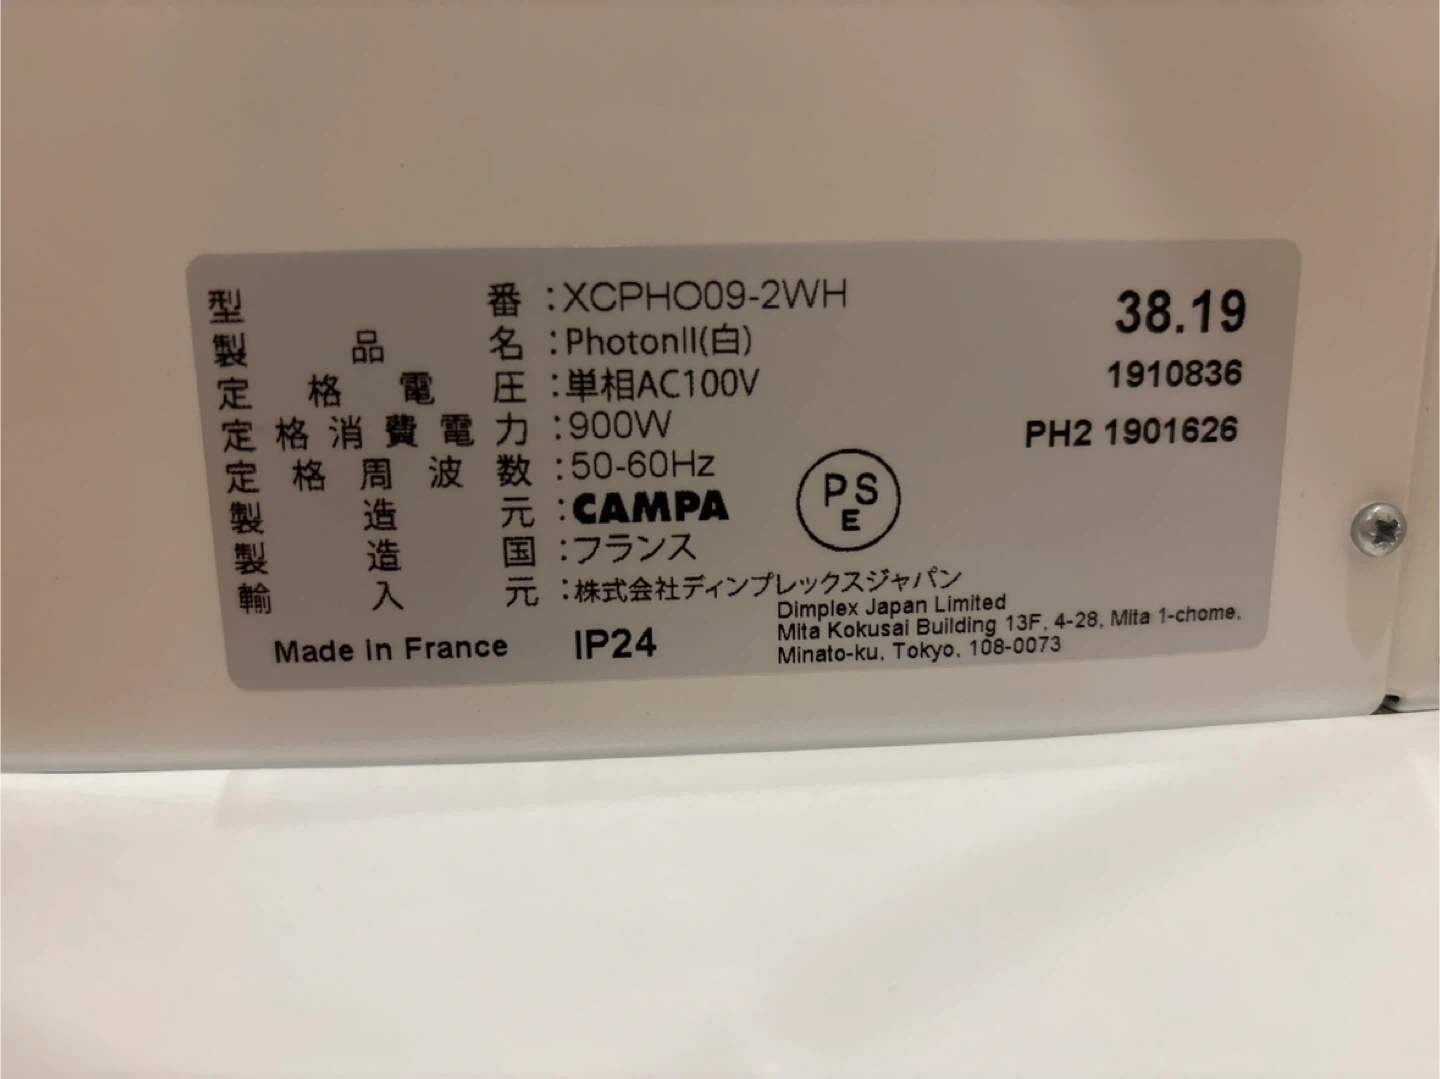 型番:XCPHO09-2WH
製品名:PhotonII(白)
定格電圧:単相AC100V
定格消費電力:900W
定格周波数:50-60Hz
製造元:CAMPA
製造国:フランス
輸入元:株式会社ディンプレックスジャパン
Dimplex Japan Limited
Mita Kokusai Building 13F, 4-28, Mita 1-chome,
Minato-ku, Tokyo, 108-0073
Made in France
IP24
PS
E
38.19
1910836
PH2 1901626